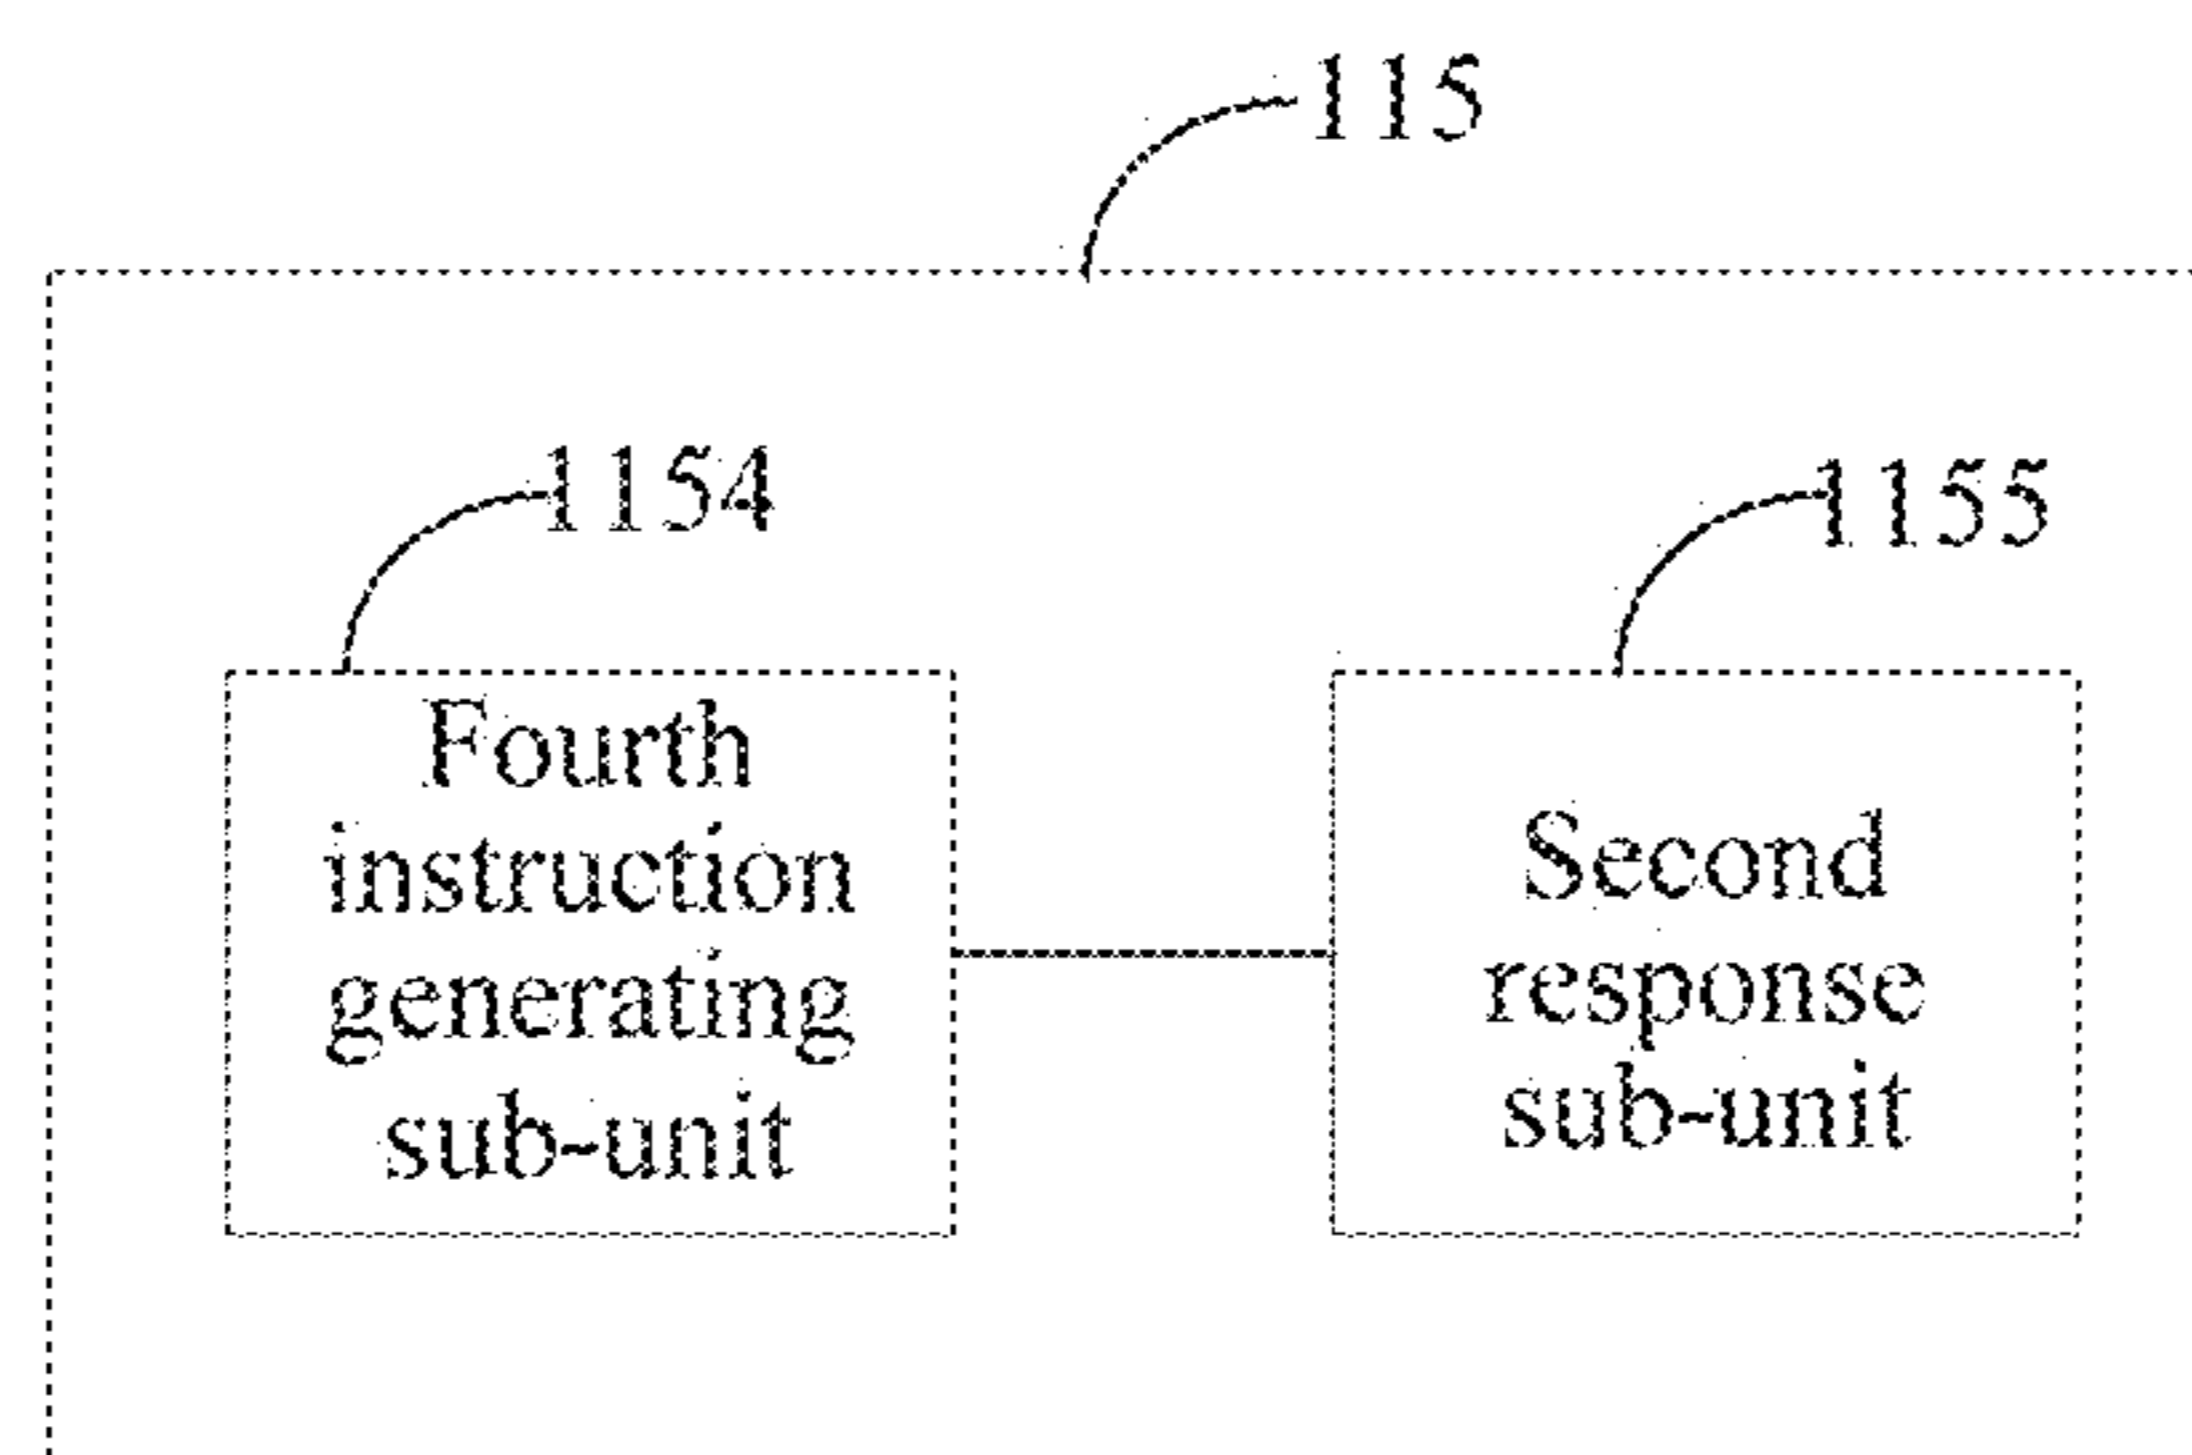 115
1154
1155
Fourth
instruction
generating
sub-unit
Second
response
sub-unit